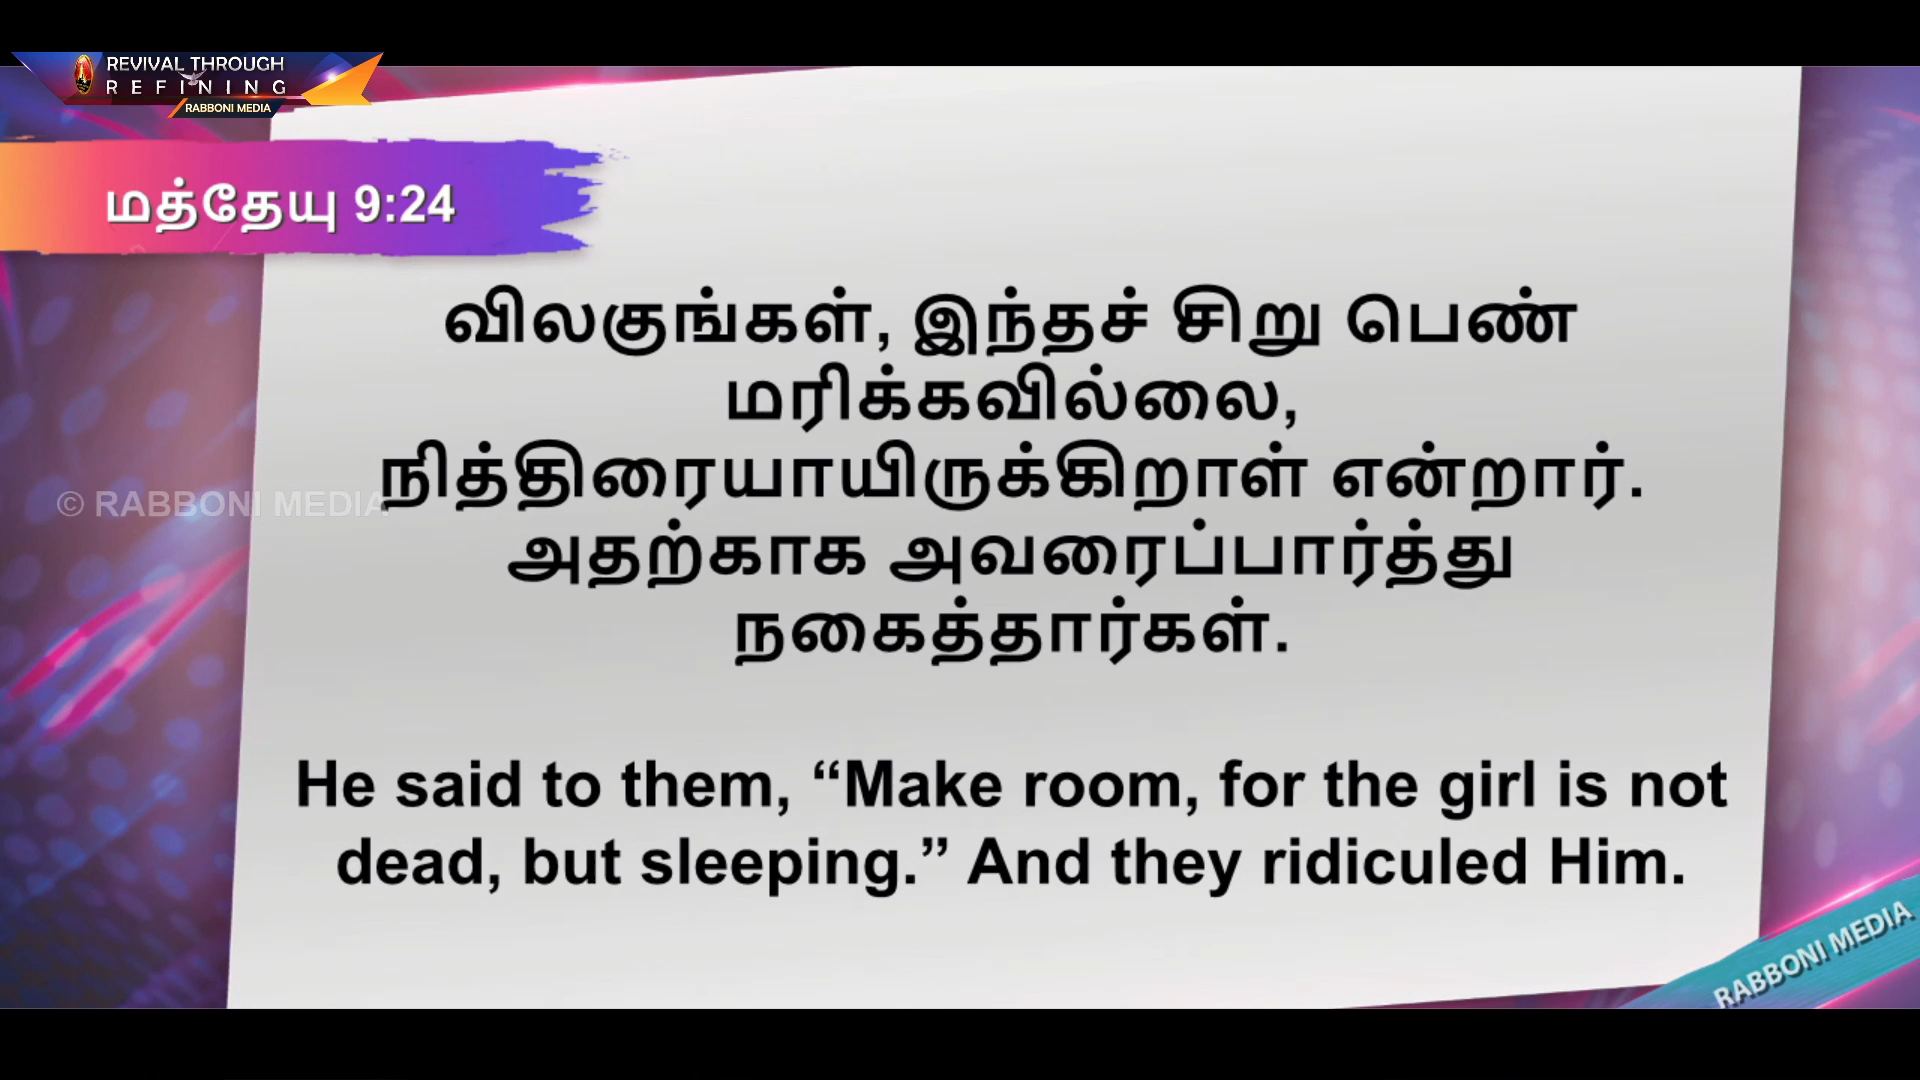 REVIVAL THROUGH
REFINING
RABBONI MEDIA
மத்தேயு 9:24
விலகுங்கள், இந்தச் சிறு பெண்
மரிக்கவில்லை,
நித்திரையாயிருக்கிறாள் என்றார்.
© RABBONI MEDIA
அதற்காக அவரைப்பார்த்து
நகைத்தார்கள்.
He said to them, “Make room, for the girl is not
dead, but sleeping.” And they ridiculed Him.
RABBONI MEDIA